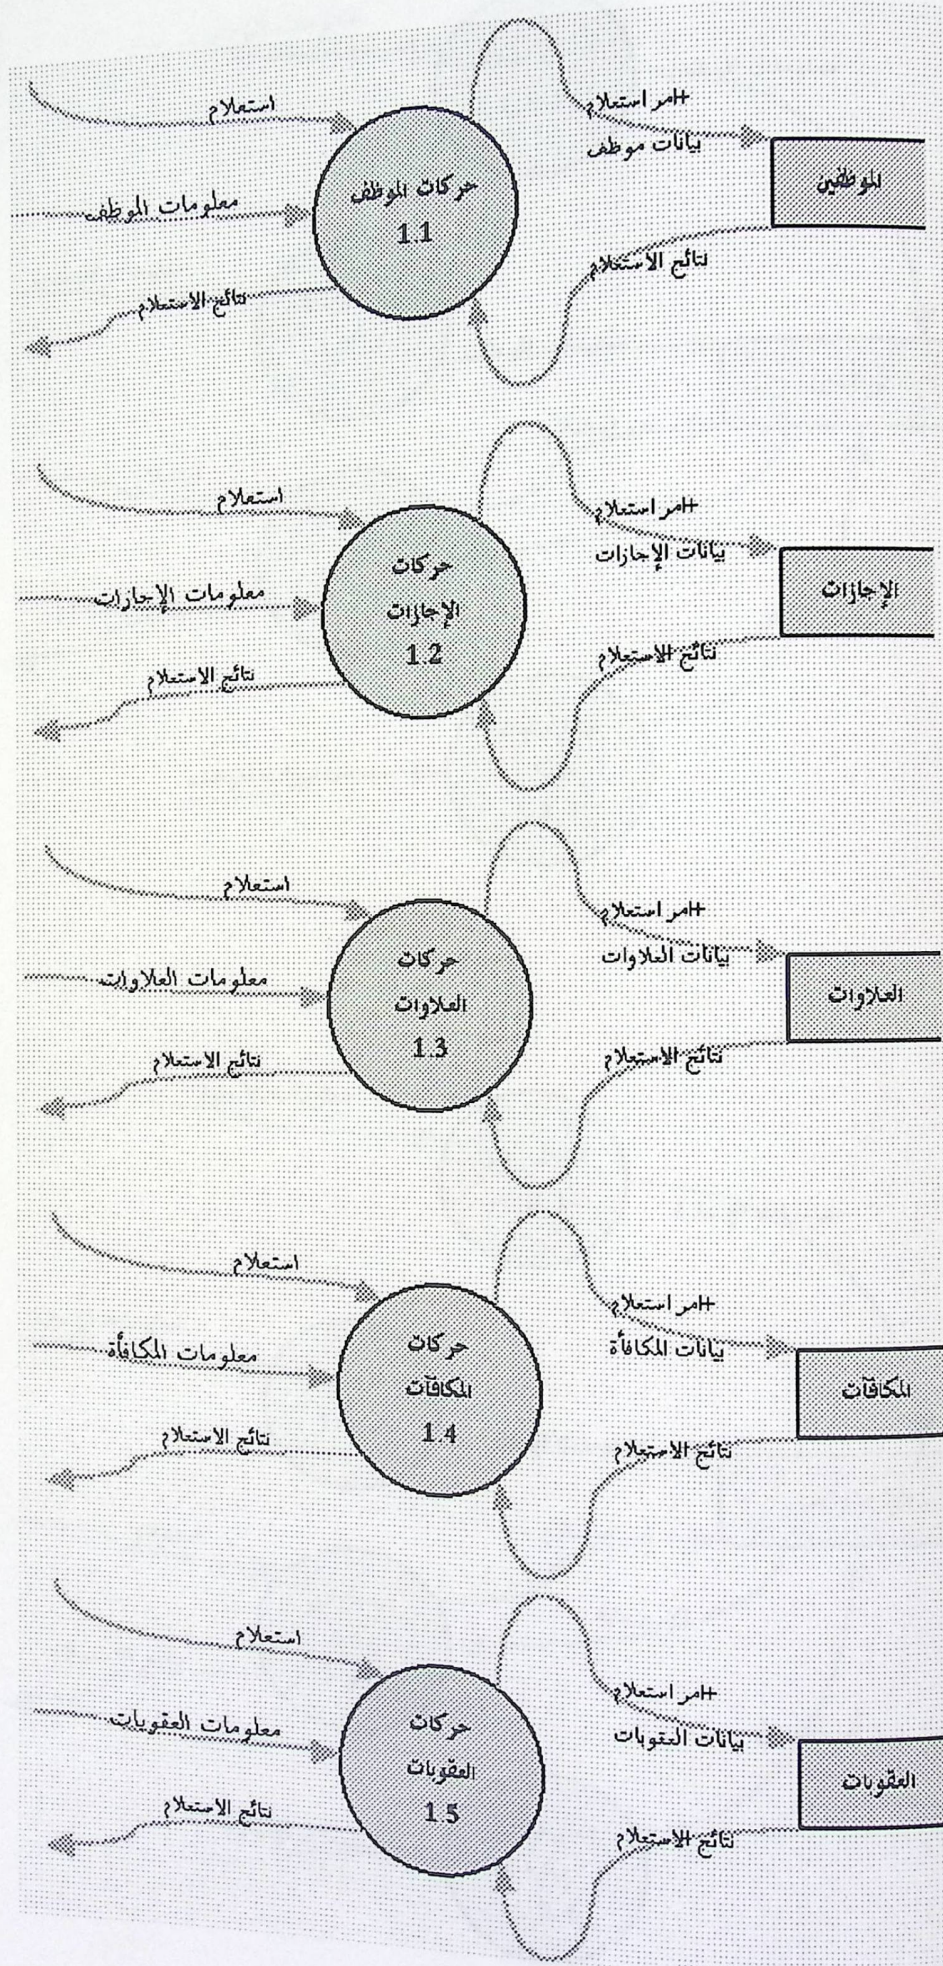 استعلام
+امر استعلام
بيانات موظف
الموظفين
حركات الموظف
1.1
معلومات الموظف
نتائج الاستعلام
نتائج الاستعلام
استعلام
+امر استعلام
بيانات الإجازات
الإجازات
حركات
الإجازات
1.2
معلومات الإجازات
نتائج الاستعلام
نتائج الاستعلام
استعلام
+امر استعلام
بيانات العلاوات
العلاوات
حركات
العلاوات
1.3
معلومات العلاوات
نتائج الاستعلام
نتائج الاستعلام
استعلام
+امر استعلام
بيانات المكافأة
المكافآت
حركات
المكافآت
1.4
معلومات المكافأة
نتائج الاستعلام
نتائج الاستعلام
استعلام
+امر استعلام
بيانات العقوبات
العقوبات
حركات
العقوبات
1.5
معلومات العقوبات
نتائج الاستعلام
نتائج الاستعلام